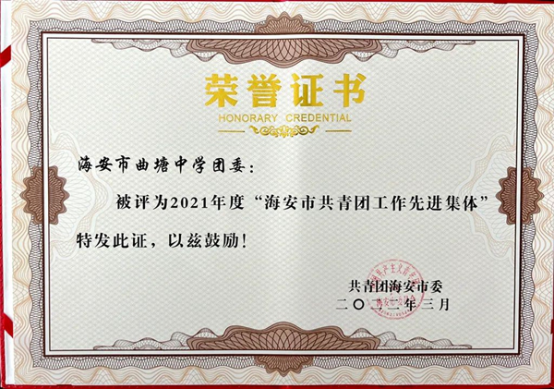 荣誉证书
HONORARY CREDENTIAL
海安市曲塘中学团委：
被评为2021年度“海安市共青团工作先进集体”
特发此证，以兹鼓励！
共青团海安市委
二〇二二年三月